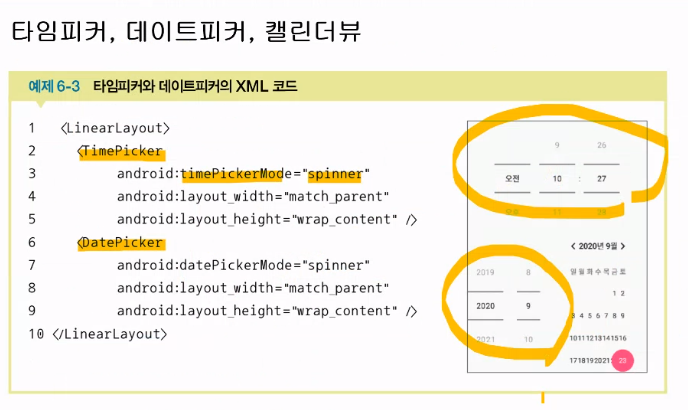 타임피커, 데이트피커, 캘린더뷰
예제 6-3 타임피커와 데이트피커의 XML 코드
1 <LinearLayout>
2 <TimePicker
3 android:timePickerMode="spinner"
4 android:layout_width="match_parent"
5 android:layout_height="wrap_content" />
6 <DatePicker
7 android:datePickerMode="spinner"
8 android:layout_width="match_parent"
9 android:layout_height="wrap_content" />
10 </LinearLayout>
9 26
오전 10 : 27
오후 11 28
< 2020년 9월 >
2019 8
일 월 화 수 목 금 토
1 2
2020 9
3 4 5 6 7 8 9
2021 10
10 11 12 13 14 15 16
17 18 19 20 21 23